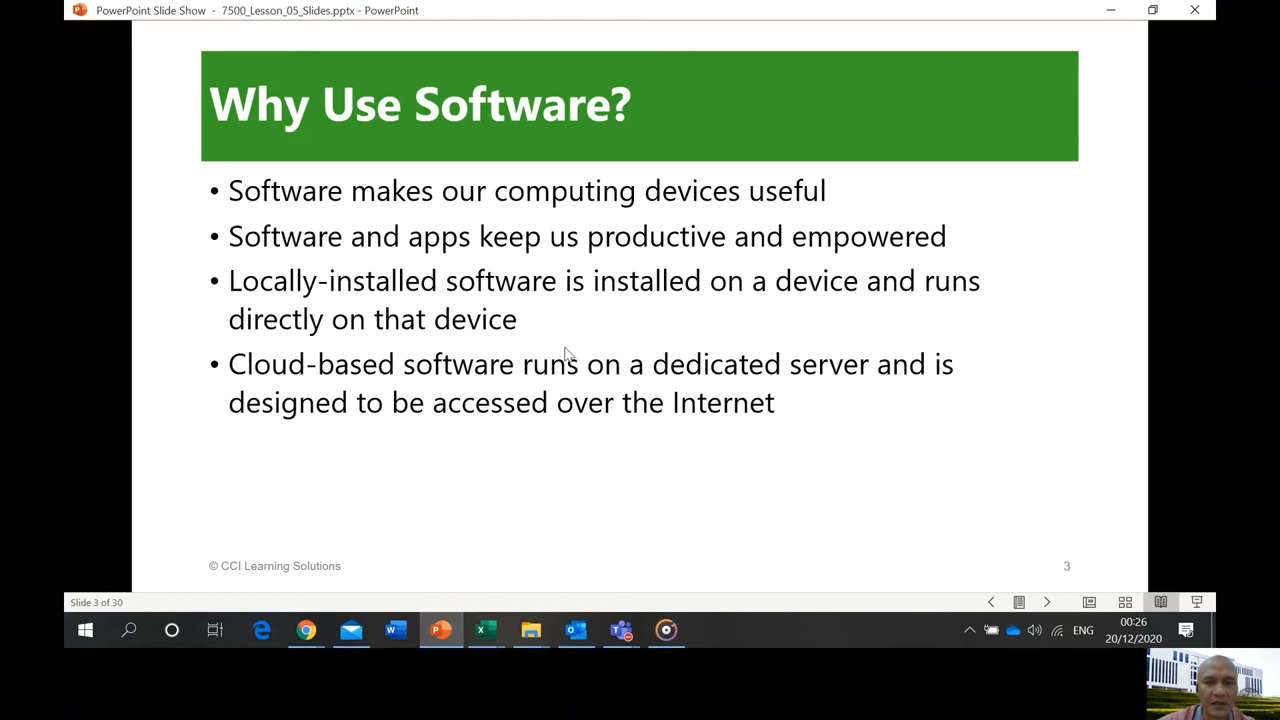 PowerPoint Slide Show - 7500_Lesson_05_Slides.pptx - PowerPoint
Why Use Software?
• Software makes our computing devices useful
• Software and apps keep us productive and empowered
• Locally-installed software is installed on a device and runs
directly on that device
• Cloud-based software runs on a dedicated server and is
designed to be accessed over the Internet
© CCI Learning Solutions
3
Slide 3 of 30
ENG
00:26
20/12/2020